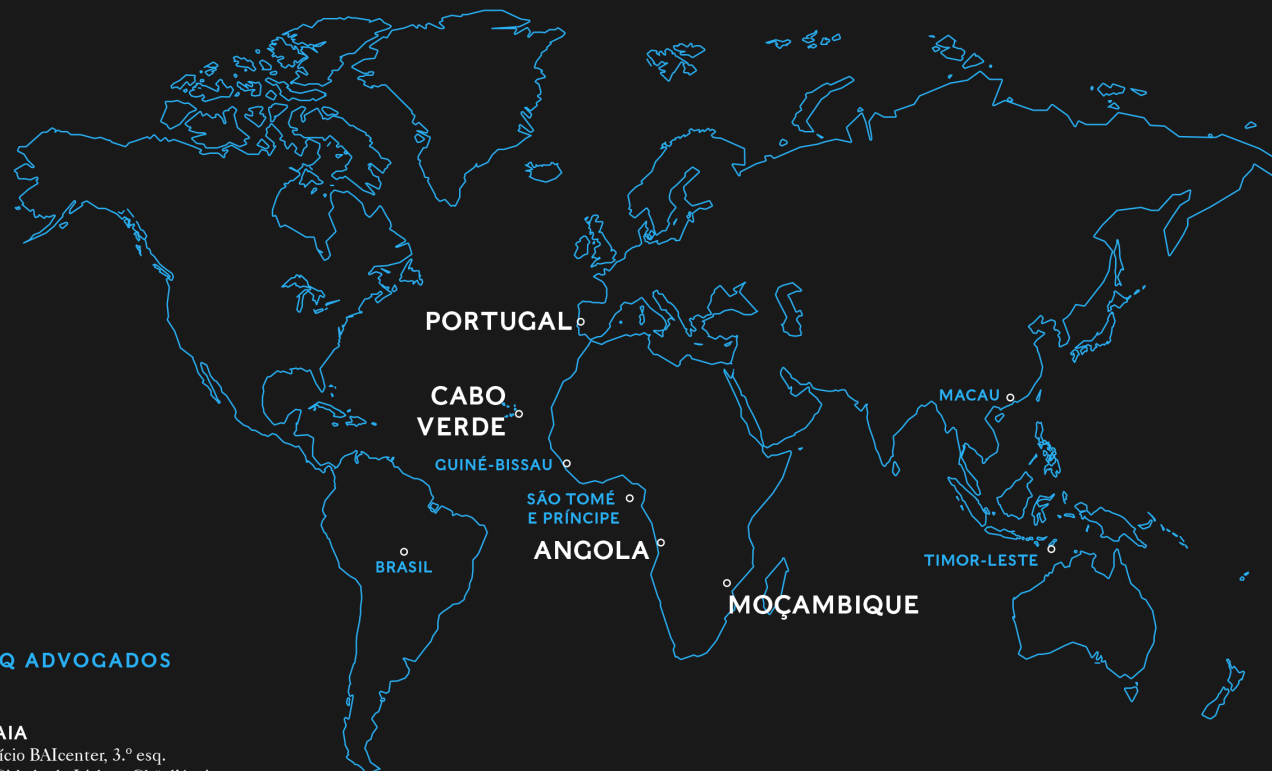 PORTUGAL
CABO
VERDE
MACAU
GUINÉ-BISSAU
SÃO TOMÉ
E PRÍNCIPE
ANGOLA
BRASIL
TIMOR-LESTE
MOÇAMBIQUE
Q ADVOGADOS
AIA
ício BAIcenter, 3.º esq.